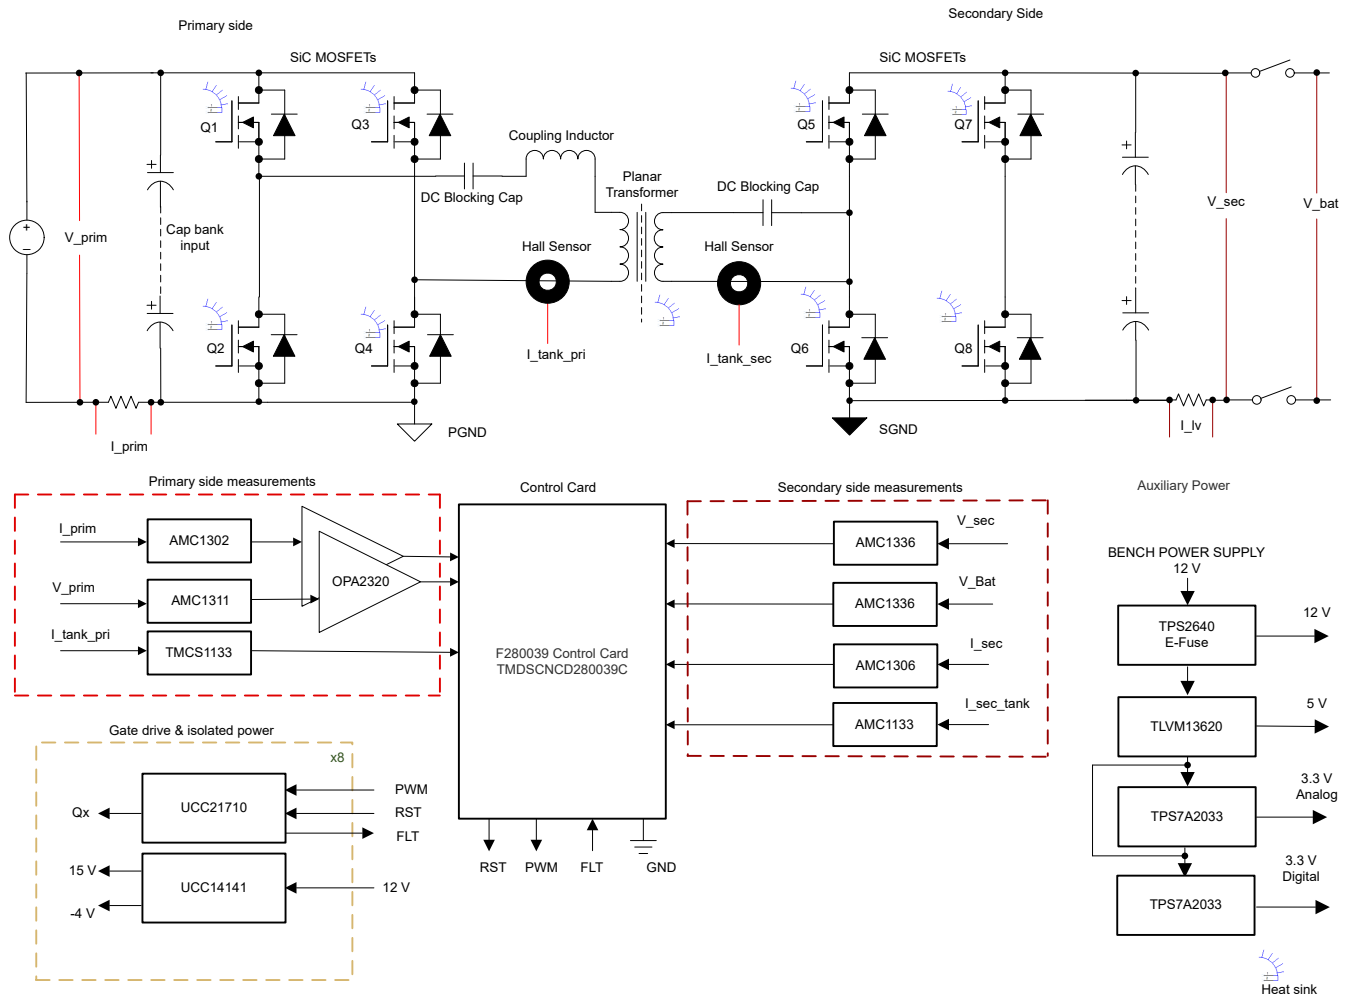 Primary side
Secondary Side
SiC MOSFETs
SiC MOSFETs
Q1
Q3
Q5
Q7
Coupling Inductor
DC Blocking Cap
Planar
Transformer
DC Blocking Cap
V_prim
Cap bank
input
V_sec
V_bat
Hall Sensor
Hall Sensor
Q2
Q4
I_tank_pri
I_tank_sec
Q6
Q8
I_prim
PGND
SGND
I_lv
Primary side measurements
Control Card
Secondary side measurements
Auxiliary Power
I_prim
AMC1302
V_prim
AMC1311
OPA2320
I_tank_pri
TMCS1133
F280039 Control Card
TMDSCNCD280039C
V_sec
AMC1336
V_Bat
AMC1336
I_sec
AMC1306
I_sec_tank
AMC1133
BENCH POWER SUPPLY
12 V
TPS2640
E-Fuse
12 V
TLVM13620
5 V
TPS7A2033
3.3 V
Analog
TPS7A2033
3.3 V
Digital
Gate drive & isolated power
x8
UCC21710
Qx
PWM
RST
FLT
UCC14141
15 V
-4 V
12 V
RST
PWM
FLT
GND
Heat sink